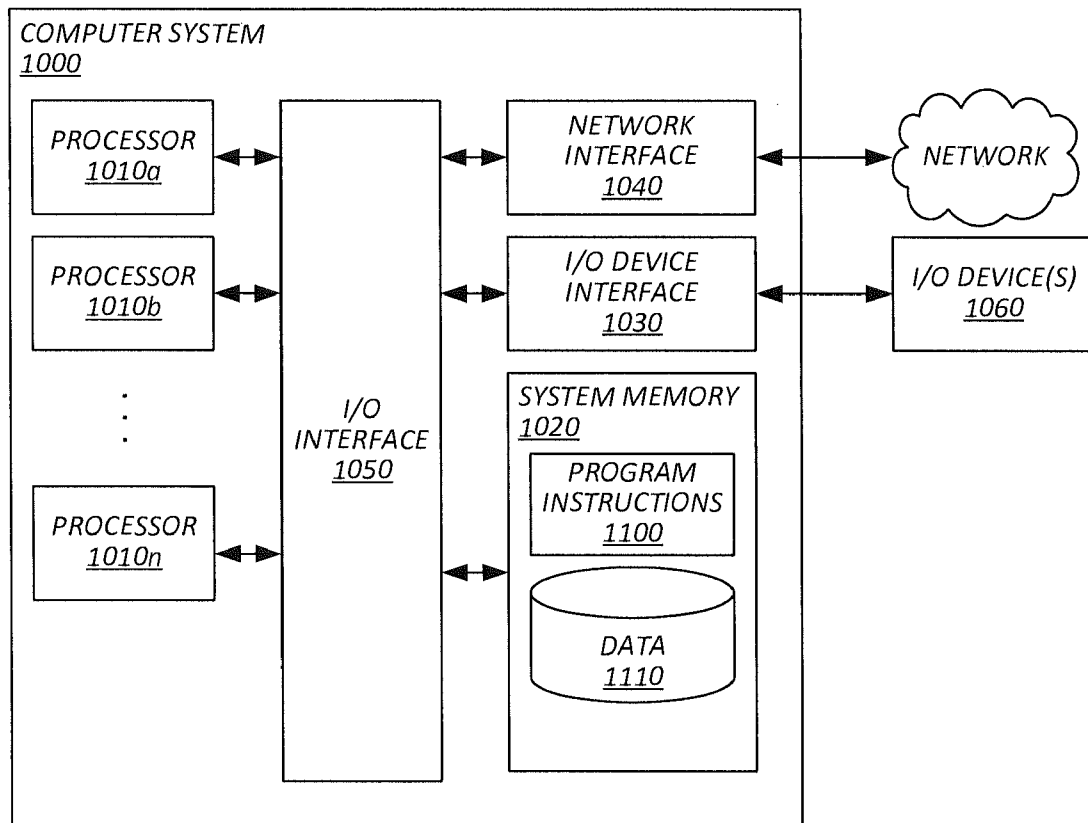 COMPUTER SYSTEM
1000
PROCESSOR
1010a
PROCESSOR
1010b
PROCESSOR
1010n
I/O
INTERFACE
1050
NETWORK
INTERFACE
1040
I/O DEVICE
INTERFACE
1030
SYSTEM MEMORY
1020
PROGRAM
INSTRUCTIONS
1100
DATA
1110
NETWORK
I/O DEVICE(S)
1060